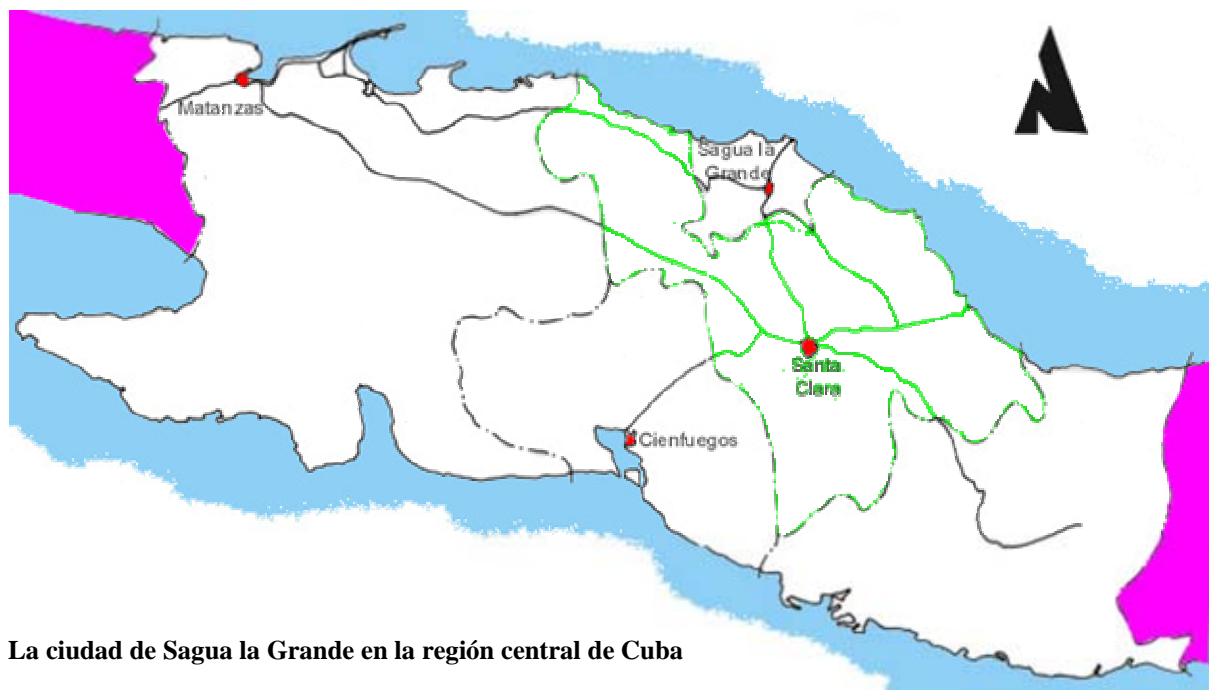 Matanzas
Sagua la
Grande
Santa
Clara
Cienfuegos
N
La ciudad de Sagua la Grande en la región central de Cuba